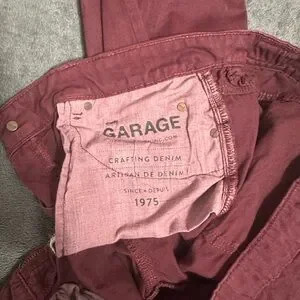 GARAGE
CRAFTING DENIM
ARTISAN DE DENIM
SINCE • DEPUIS
1975